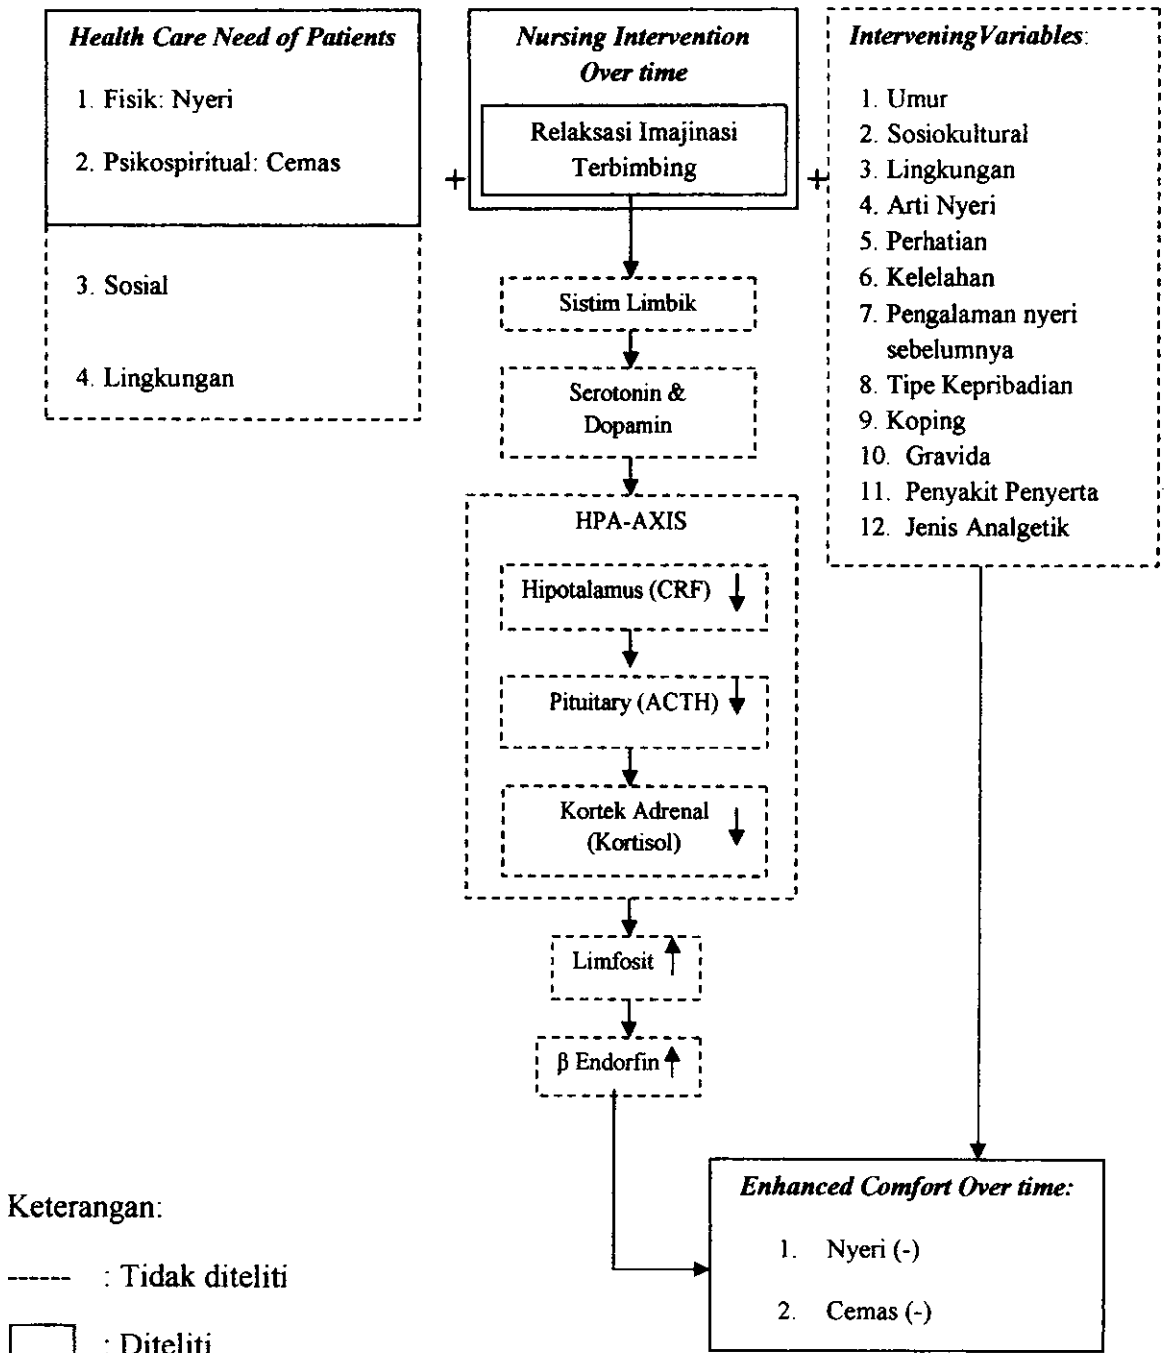 Health Care Need of Patients
1. Fisik: Nyeri
2. Psikospiritual: Cemas
3. Sosial
4. Lingkungan
+
Nursing Intervention
Over time
Relaksasi Imajinasi
Terbimbing
+
Intervening Variables:
1. Umur
2. Sosiokultural
3. Lingkungan
4. Arti Nyeri
5. Perhatian
6. Kelelahan
7. Pengalaman nyeri
sebelumnya
8. Tipe Kepribadian
9. Koping
10. Gravida
11. Penyakit Penyerta
12. Jenis Analgetik
Sistim Limbik
Serotonin &
Dopamin
HPA-AXIS
Hipotalamus (CRF)
Pituitary (ACTH)
Kortek Adrenal
(Kortisol)
Limfosit
β Endorfin
Enhanced Comfort Over time:
1. Nyeri (-)
2. Cemas (-)
Keterangan:
------ : Tidak diteliti
: Diteliti